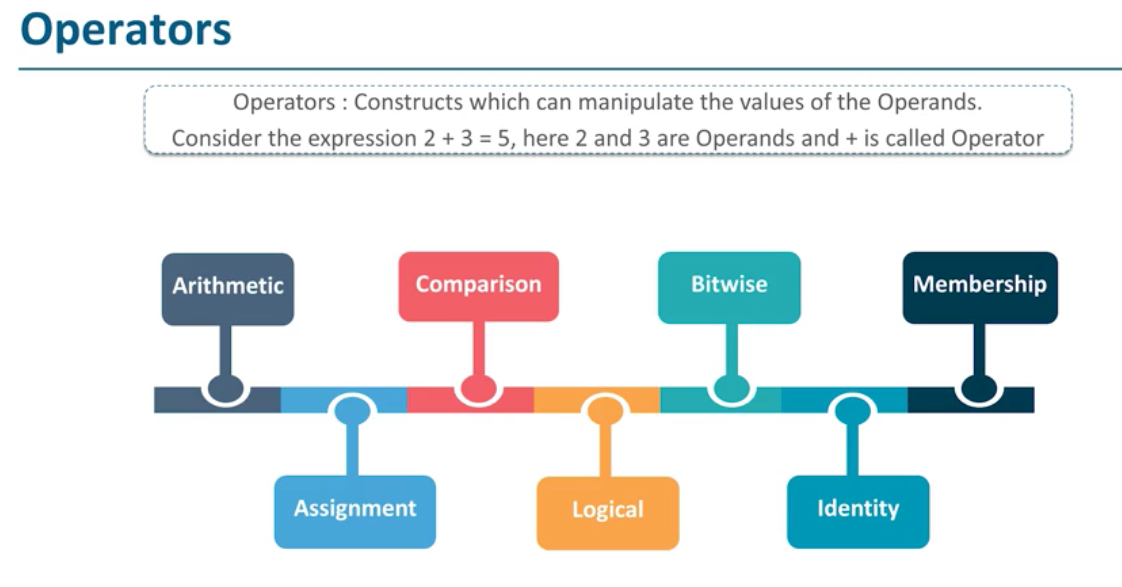 Operators
Operators : Constructs which can manipulate the values of the Operands.
Consider the expression 2 + 3 = 5, here 2 and 3 are Operands and + is called Operator
Arithmetic
Comparison
Bitwise
Membership
Assignment
Logical
Identity